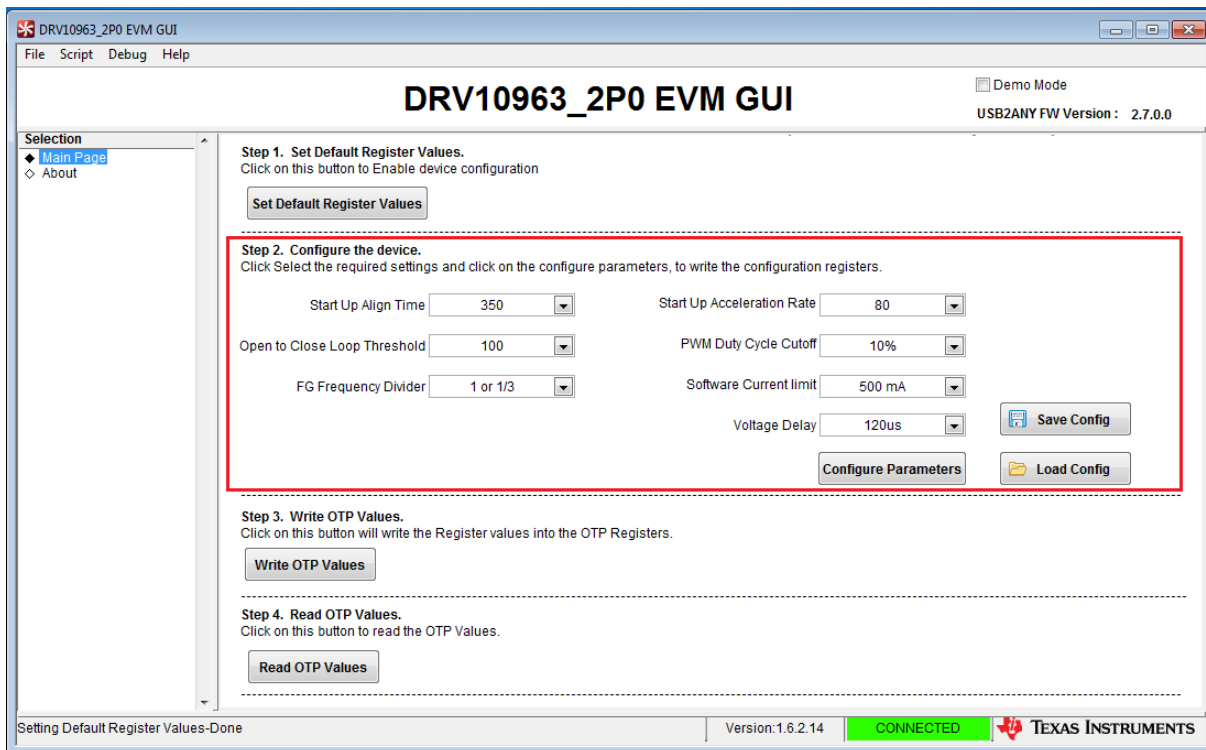 DRV10963_2P0 EVM GUI
File Script Debug Help
DRV10963_2P0 EVM GUI
Demo Mode
USB2ANY FW Version : 2.7.0.0
Selection
Main Page
About
Step 1. Set Default Register Values.
Click on this button to Enable device configuration
Set Default Register Values
Step 2. Configure the device.
Click Select the required settings and click on the configure parameters, to write the configuration registers.
Start Up Align Time 350 Start Up Acceleration Rate 80
Open to Close Loop Threshold 100 PWM Duty Cycle Cutoff 10%
FG Frequency Divider 1 or 1/3 Software Current limit 500 mA
Voltage Delay 120us Save Config
Configure Parameters Load Config
Step 3. Write OTP Values.
Click on this button will write the Register values into the OTP Registers.
Write OTP Values
Step 4. Read OTP Values.
Click on this button to read the OTP Values.
Read OTP Values
Setting Default Register Values-Done Version:1.6.2.14 CONNECTED TEXAS INSTRUMENTS